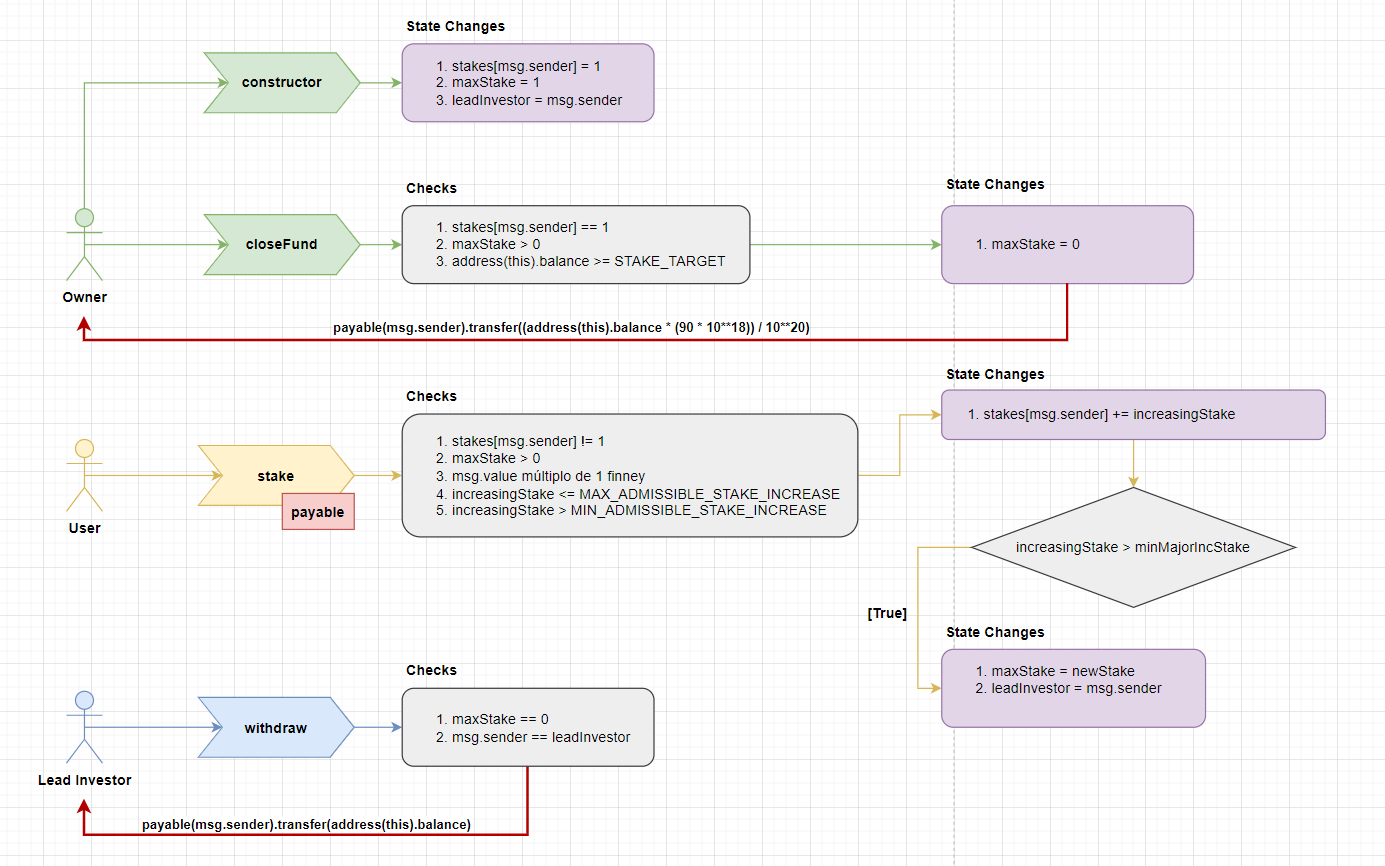 State Changes
constructor
1. stakes[msg.sender] = 1
2. maxStake = 1
3. leadInvestor = msg.sender
Checks
State Changes
closeFund
1. stakes[msg.sender] == 1
2. maxStake > 0
3. address(this).balance >= STAKE_TARGET
1. maxStake = 0
Owner
payable(msg.sender).transfer((address(this).balance * (90 * 10**18)) / 10**20)
State Changes
Checks
1. stakes[msg.sender] += increasingStake
stake
payable
1. stakes[msg.sender] != 1
2. maxStake > 0
3. msg.value múltiplo de 1 finney
4. increasingStake <= MAX_ADMISSIBLE_STAKE_INCREASE
5. increasingStake > MIN_ADMISSIBLE_STAKE_INCREASE
User
increasingStake > minMajorIncStake
[True]
State Changes
1. maxStake = newStake
2. leadInvestor = msg.sender
Checks
withdraw
1. maxStake == 0
2. msg.sender == leadInvestor
Lead Investor
payable(msg.sender).transfer(address(this).balance)